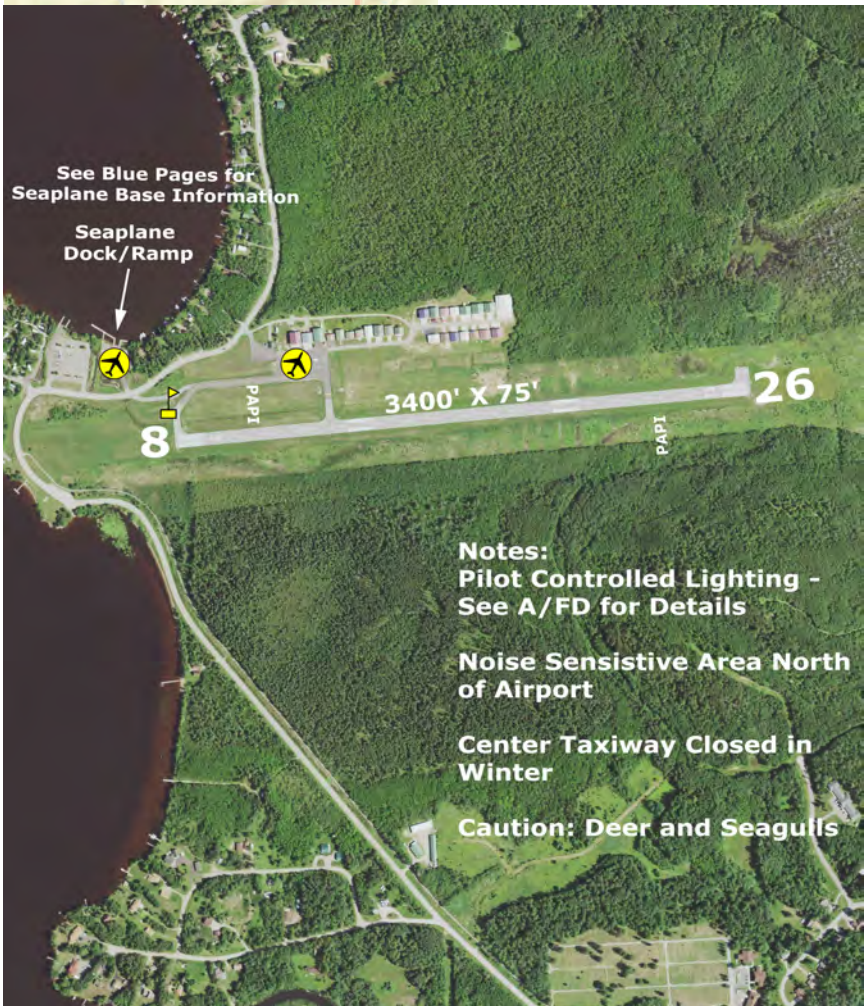 See Blue Pages for
Seaplane Base Information
Seaplane
Dock/Ramp
PAPI
3400' X 75'
26
8
PAPI
Notes:
Pilot Controlled Lighting -
See A/FD for Details
Noise Sensistive Area North
of Airport
Center Taxiway Closed in
Winter
Caution: Deer and Seagulls